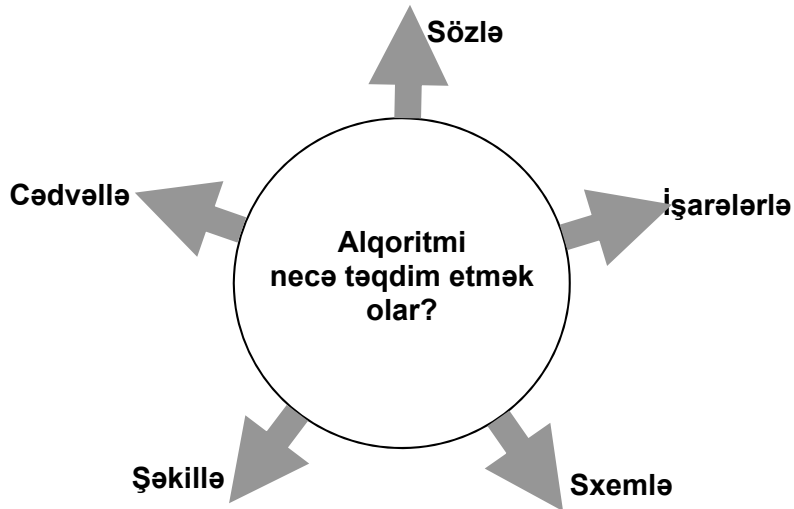 Sözlə
Cədvəllə
İşarələrlə
Alqoritmi
necə təqdim etmək
olar?
Şəkillə
Sxemlə